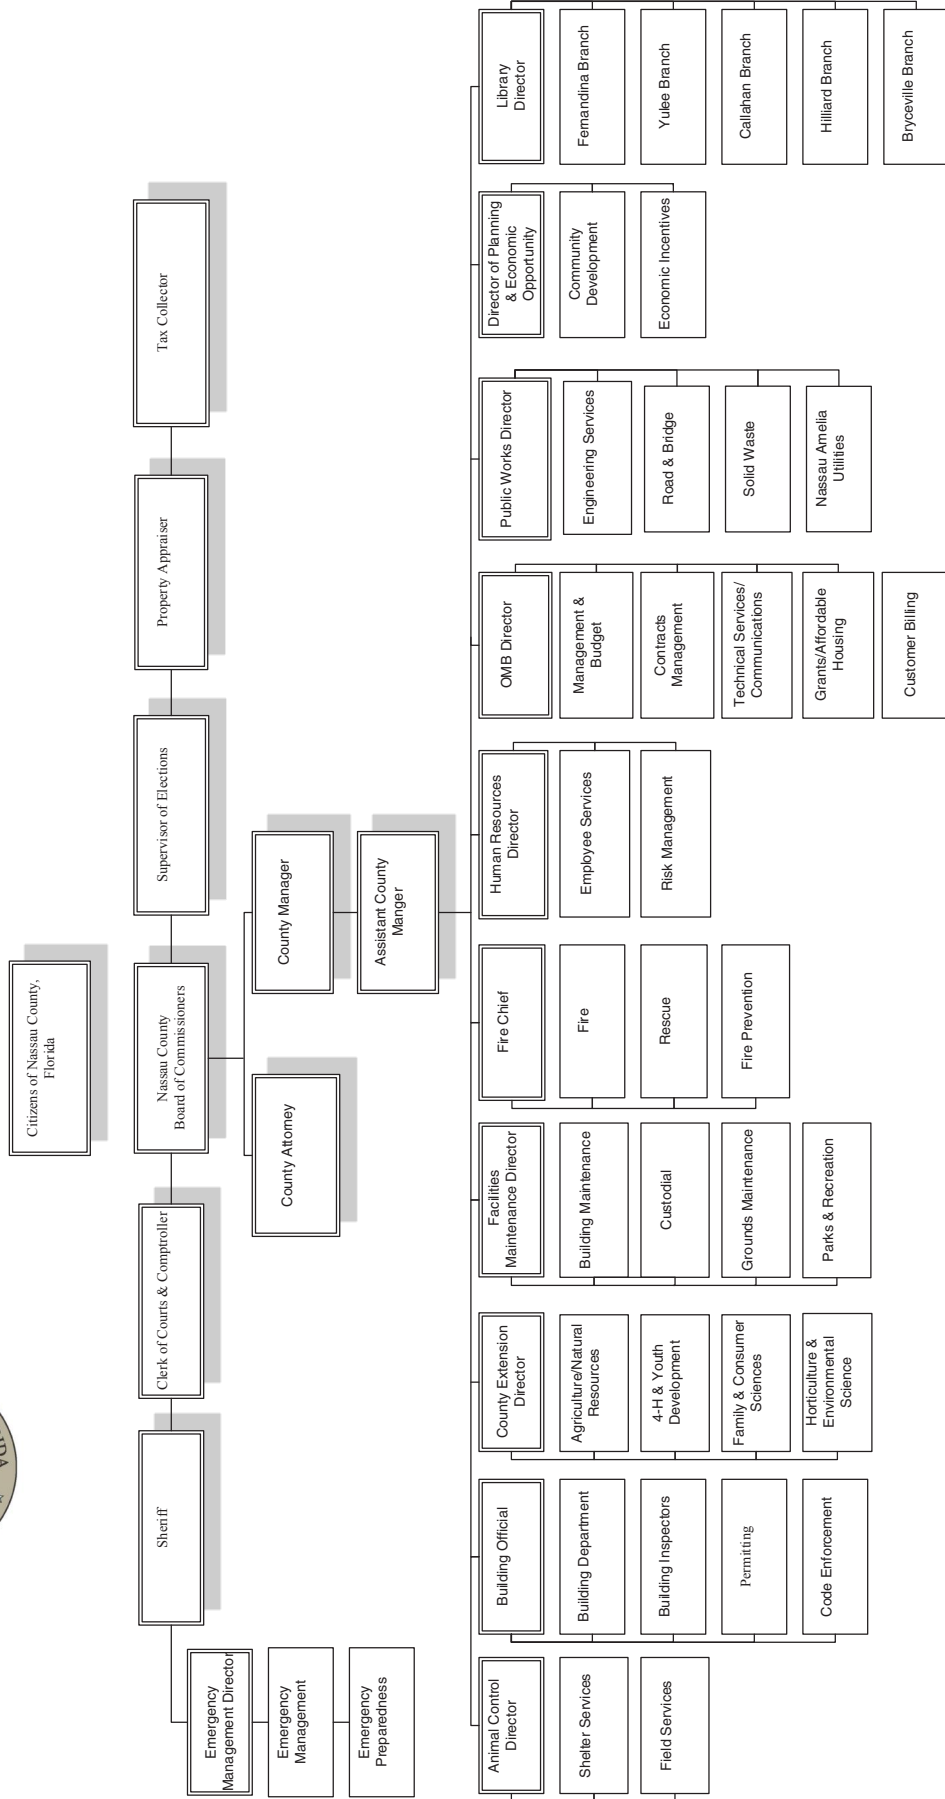 Citizens of Nassau County,
Florida
Sheriff
Clerk of Courts & Comptroller
Nassau County
Board of Commissioners
Supervisor of Elections
Property Appraiser
Tax Collector
Emergency
Management Director
Emergency
Management
Emergency
Preparedness
County Attorney
County Manager
Assistant County
Manger
Animal Control
Director
Shelter Services
Field Services
Building Official
Building Department
Building Inspectors
Permitting
Code Enforcement
County Extension
Director
Agriculture/Natural
Resources
4-H & Youth
Development
Family & Consumer
Sciences
Horticulture &
Environmental
Science
Facilities
Maintenance Director
Building Maintenance
Custodial
Grounds Maintenance
Parks & Recreation
Fire Chief
Fire
Rescue
Fire Prevention
Human Resources
Director
Employee Services
Risk Management
OMB Director
Management &
Budget
Contracts
Management
Technical Services/
Communications
Grants/Affordable
Housing
Customer Billing
Public Works Director
Engineering Services
Road & Bridge
Solid Waste
Nassau Amelia
Utilities
Director of Planning
& Economic
Opportunity
Community
Development
Economic Incentives
Library
Director
Fernandina Branch
Yulee Branch
Callahan Branch
Hilliard Branch
Bryceville Branch